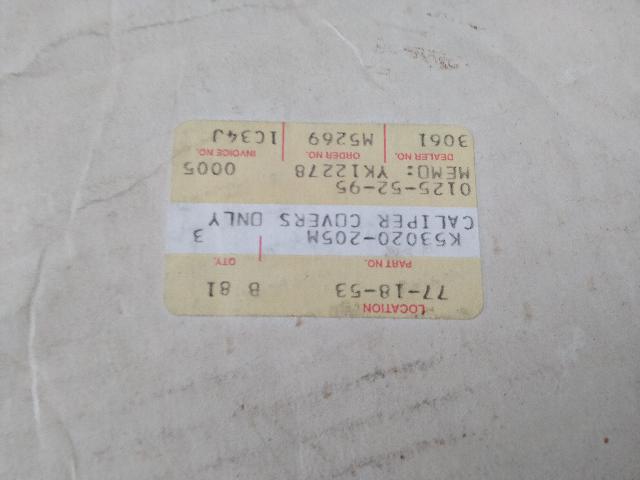 LOCATION
77-18-53 B 81
PART NO. QTY.
K53020-205M 3
CALIPER COVERS ONLY
0125-52-95
MEMO: YK12278 0005
DEALER NO. ORDER NO. INVOICE NO.
3061 M5269 1C34J